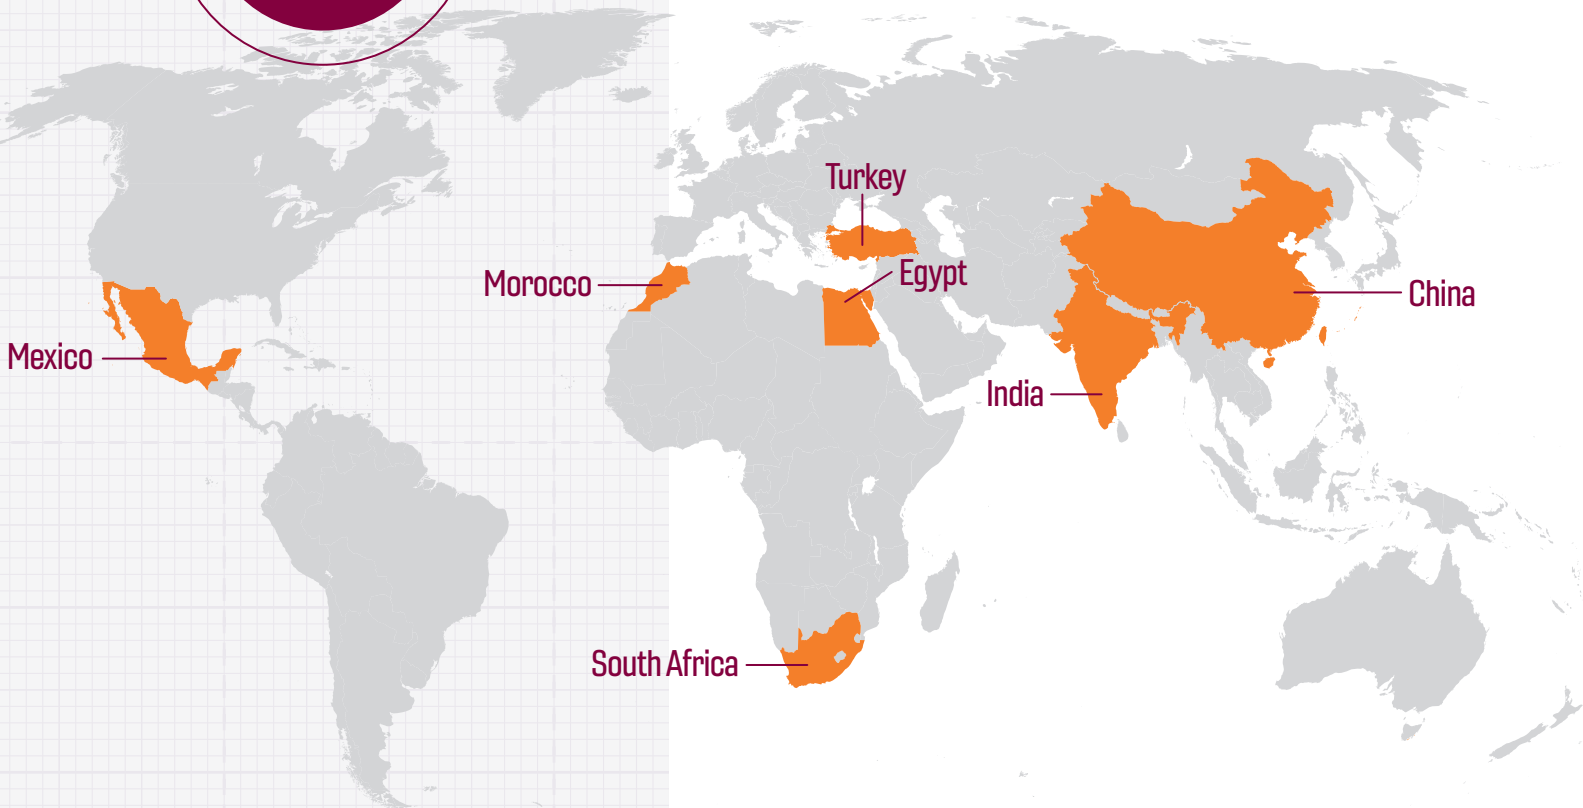 Turkey
Egypt
Morocco
China
Mexico
India
South Africa